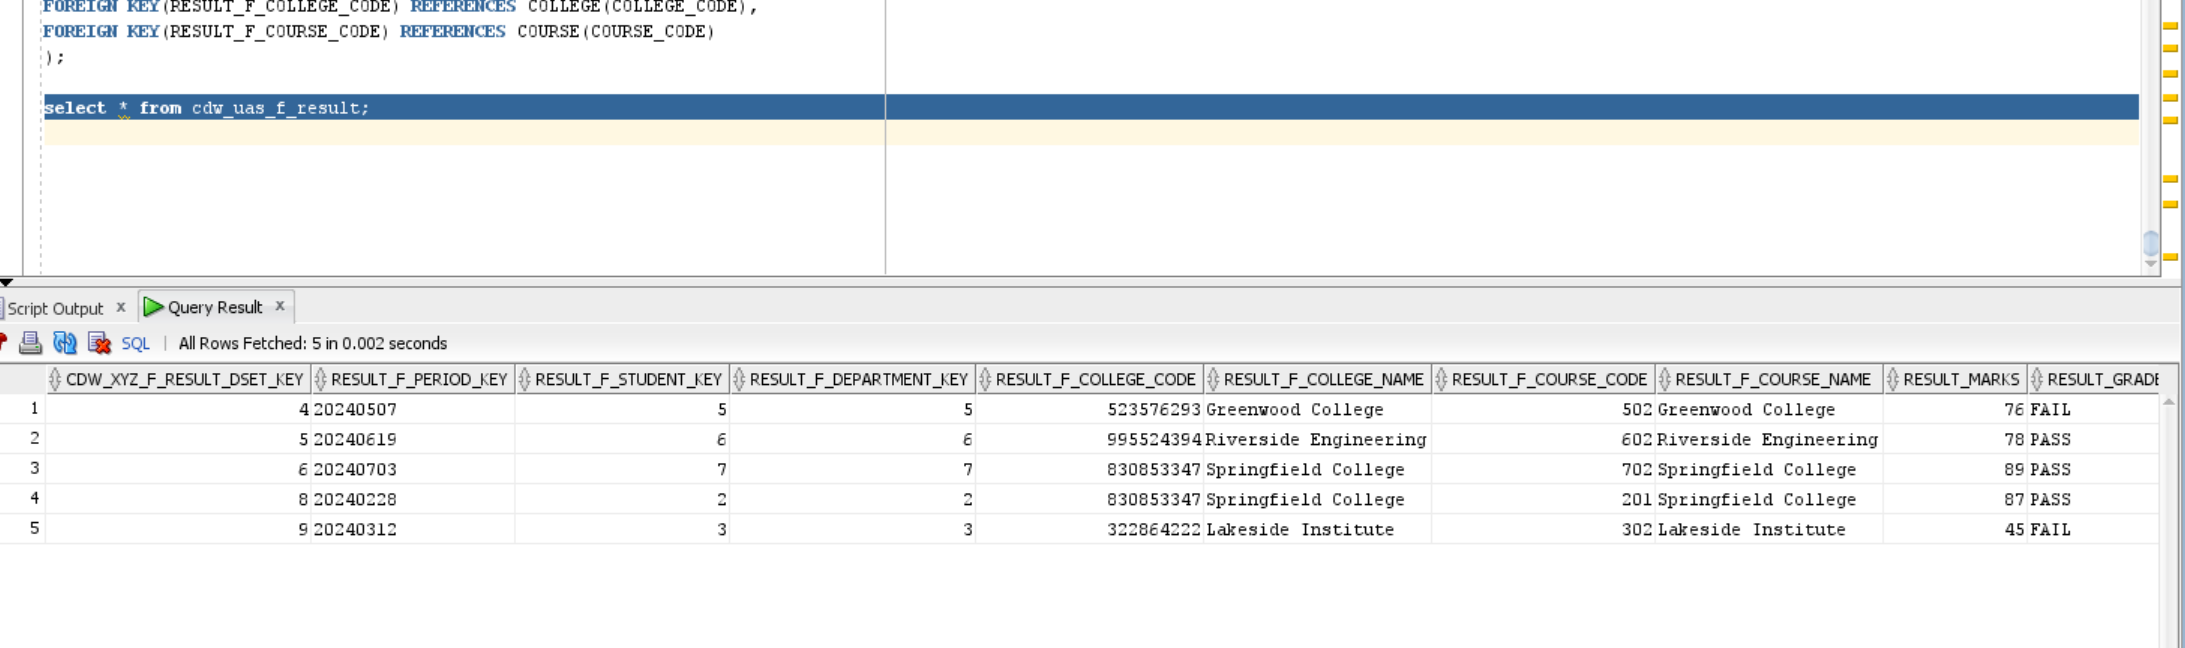 FOREIGN KEY(RESULT_F_COLLEGE_CODE) REFERENCES COLLEGE(COLLEGE_CODE),
FOREIGN KEY(RESULT_F_COURSE_CODE) REFERENCES COURSE(COURSE_CODE)
);
select * from cdw_uas_f_result;
Script Output x Query Result x
SQL | All Rows Fetched: 5 in 0.002 seconds
CDW_XYZ_F_RESULT_DSET_KEY RESULT_F_PERIOD_KEY RESULT_F_STUDENT_KEY RESULT_F_DEPARTMENT_KEY RESULT_F_COLLEGE_CODE RESULT_F_COLLEGE_NAME RESULT_F_COURSE_CODE RESULT_F_COURSE_NAME RESULT_MARKS RESULT_GRADE
1 4 20240507 5 5 523576293 Greenwood College 502 Greenwood College 76 FAIL
2 5 20240619 6 6 995524394 Riverside Engineering 602 Riverside Engineering 78 PASS
3 6 20240703 7 7 830853347 Springfield College 702 Springfield College 89 PASS
4 8 20240228 2 2 830853347 Springfield College 201 Springfield College 87 PASS
5 9 20240312 3 3 322864222 Lakeside Institute 302 Lakeside Institute 45 FAIL